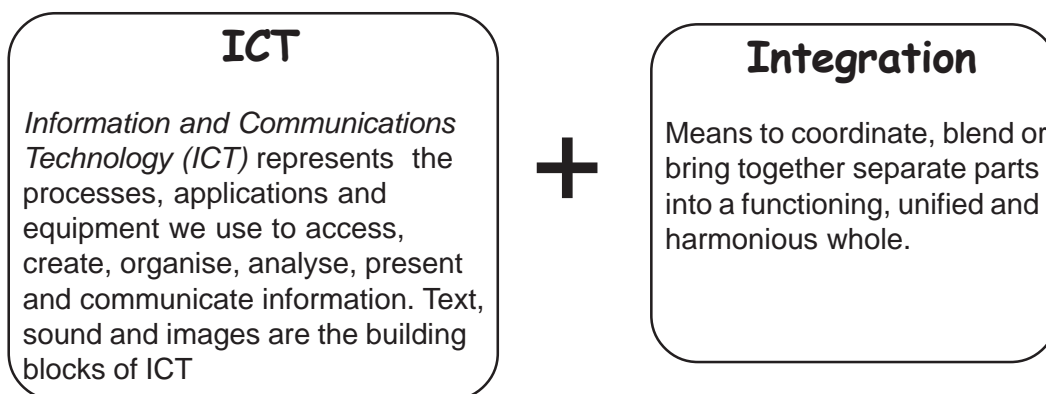 ICT
Information and Communications
Technology (ICT) represents the
processes, applications and
equipment we use to access,
create, organise, analyse, present
and communicate information. Text,
sound and images are the building
blocks of ICT
+
Integration
Means to coordinate, blend or
bring together separate parts
into a functioning, unified and
harmonious whole.